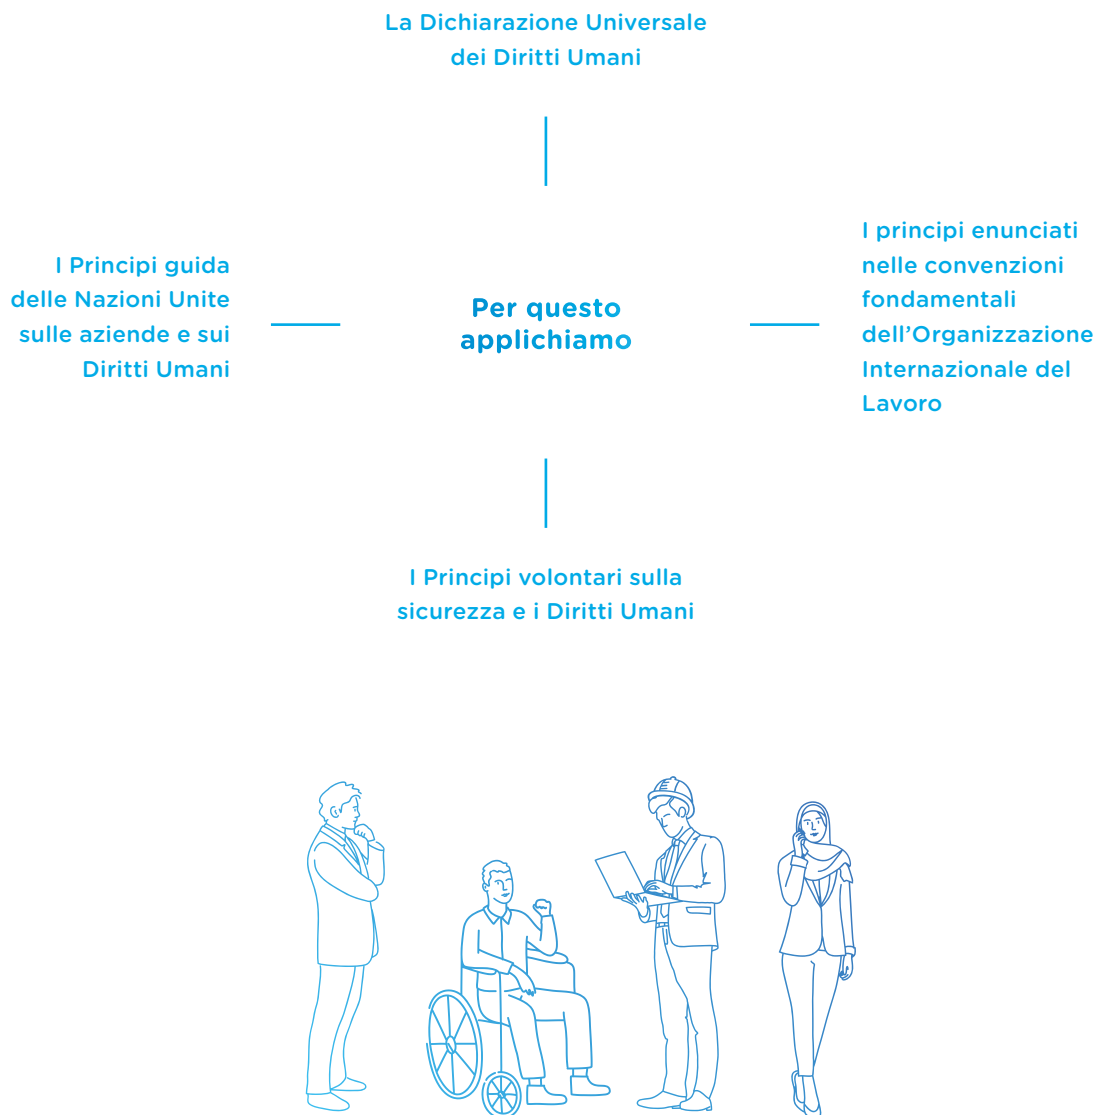 La Dichiarazione Universale
dei Diritti Umani
I Principi guida
delle Nazioni Unite
sulle aziende e sui
Diritti Umani
Per questo
applichiamo
I principi enunciati
nelle convenzioni
fondamentali
dell’Organizzazione
Internazionale del
Lavoro
I Principi volontari sulla
sicurezza e i Diritti Umani